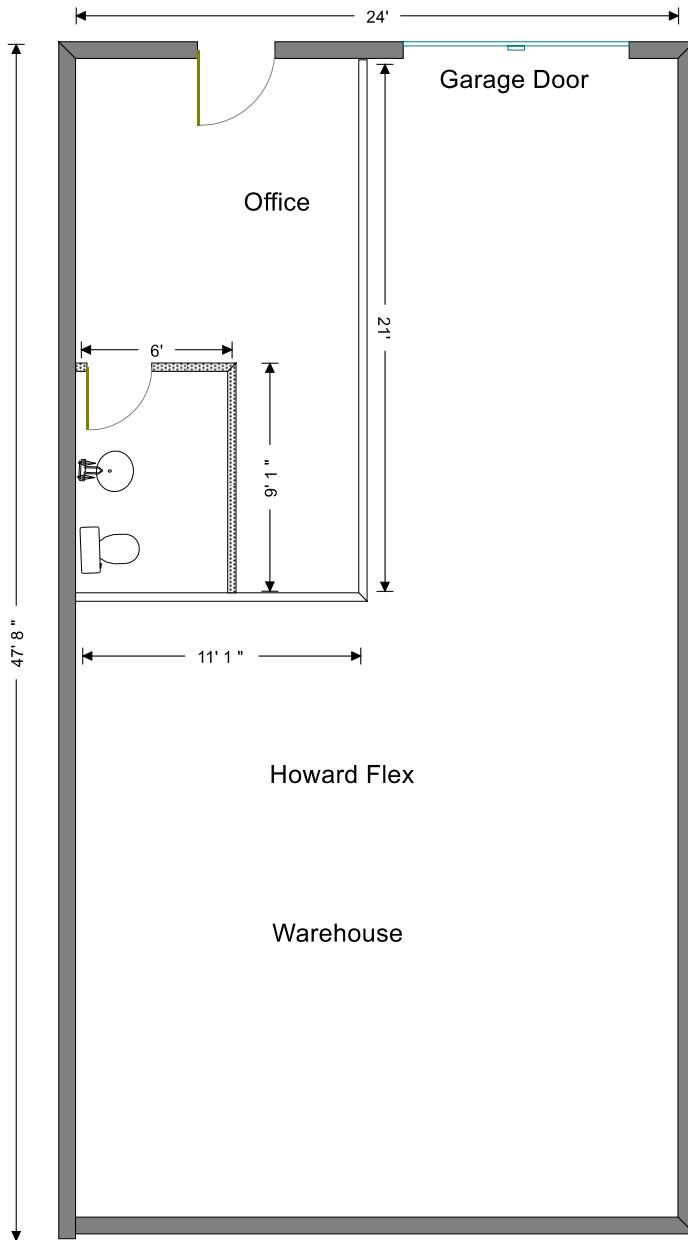 24'
Garage Door
Office
21'
6'
9' 1 "
47' 8 "
11' 1 "
Howard Flex
Warehouse